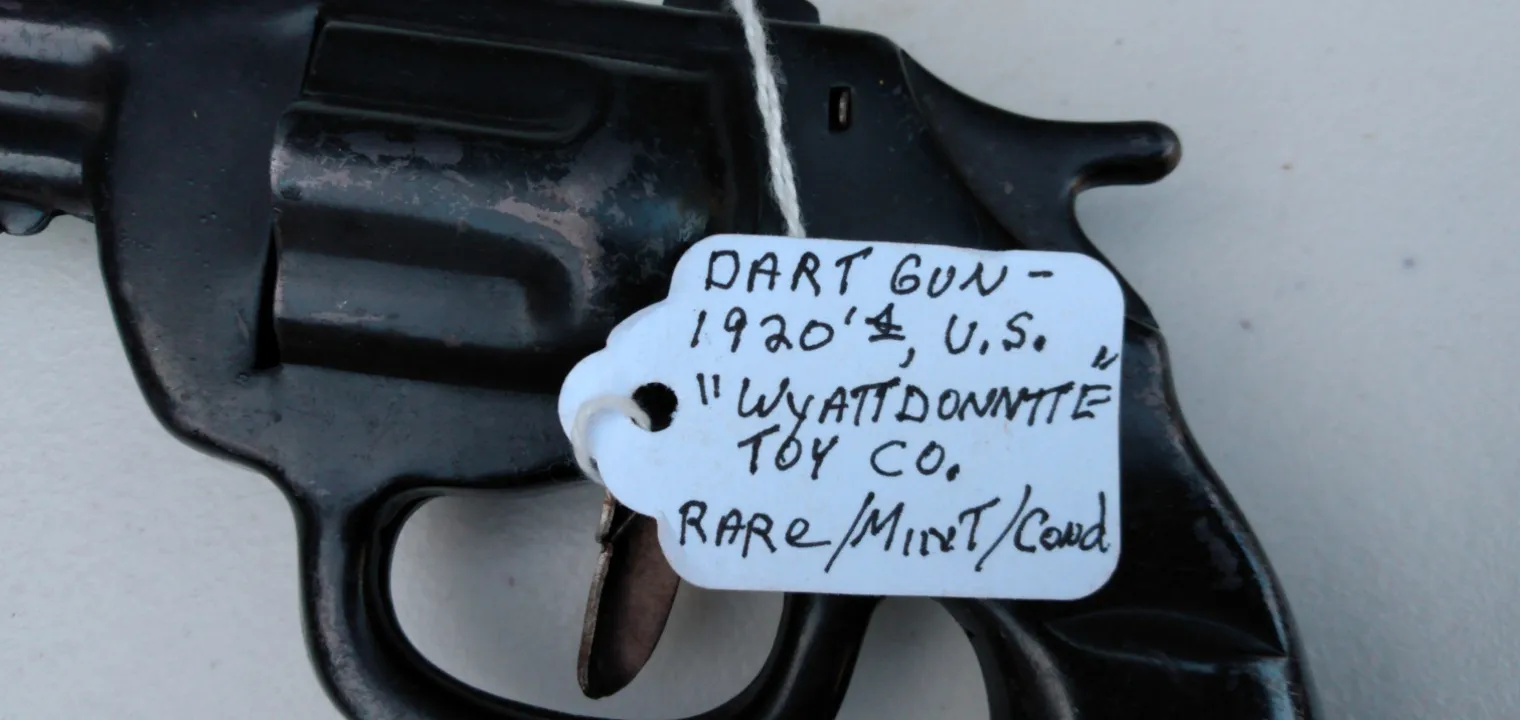 DART GUN -
1920's, U.S.
"WYATTDONNTTE"
TOY CO.
RARe/MINT/Cond